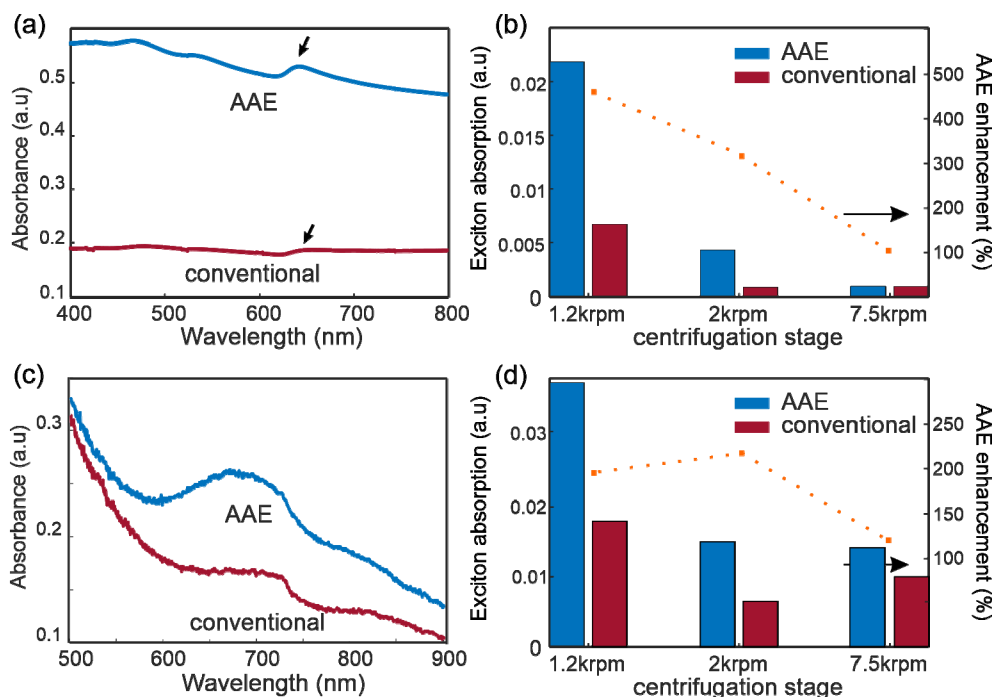 (a)
Absorbance (a.u)
0.5
0.4
0.3
0.2
0.1
AAE
conventional
400 500 600 700 800
Wavelength (nm)
(b)
Exciton absorption (a.u)
0.02
0.015
0.01
0.005
0
AAE
conventional
500
400
300
200
100
AAE enhancement (%)
1.2krpm 2krpm 7.5krpm
centrifugation stage
(c)
Absorbance (a.u)
0.3
0.2
0.1
AAE
conventional
500 600 700 800 900
Wavelength (nm)
(d)
Exciton absorption (a.u)
0.03
0.02
0.01
0
AAE
conventional
250
200
150
100
AAE enhancement (%)
1.2krpm 2krpm 7.5krpm
centrifugation stage